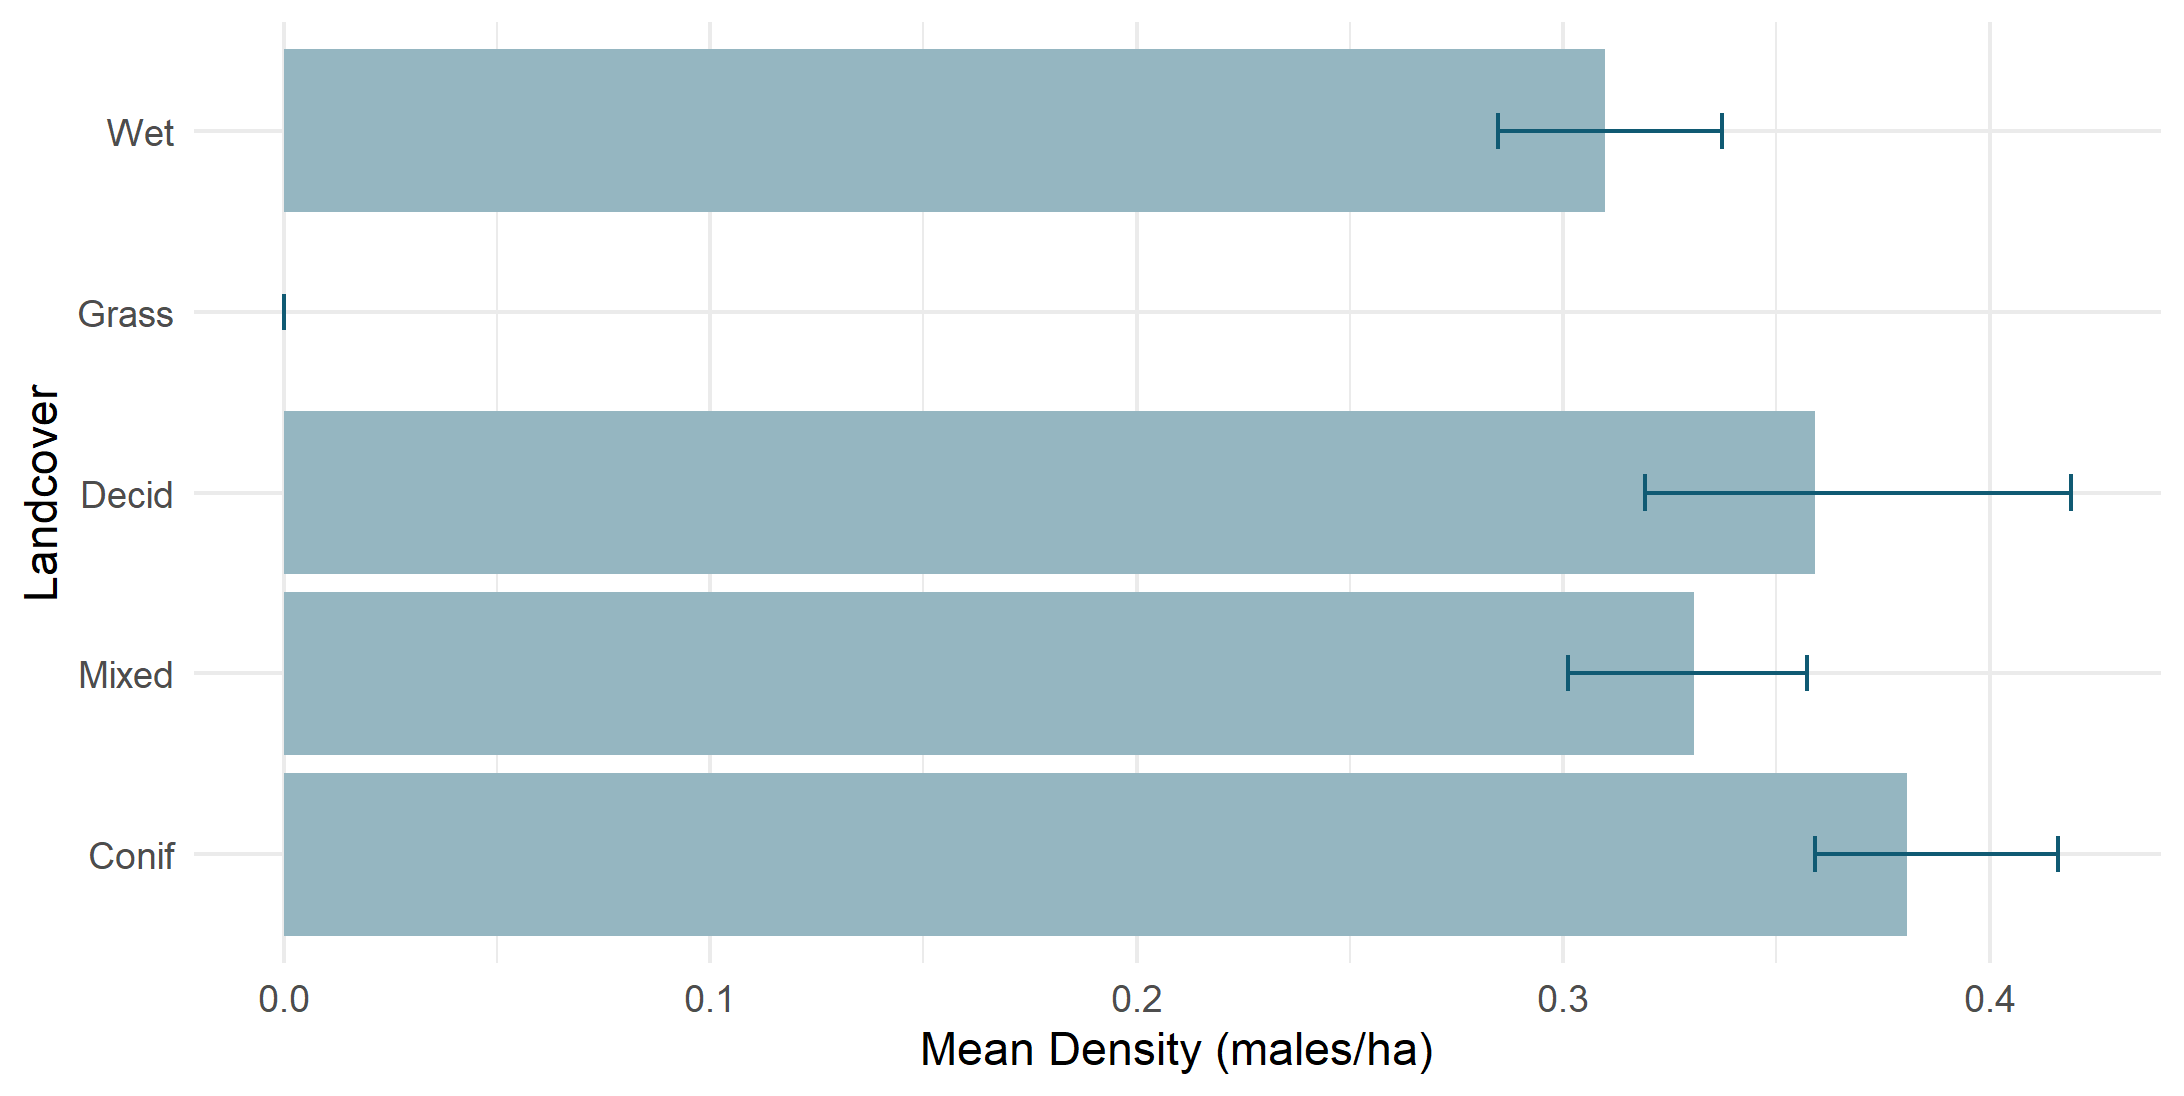 Landcover
Wet
Grass
Decid
Mixed
Conif
0.0 0.1 0.2 0.3 0.4
Mean Density (males/ha)